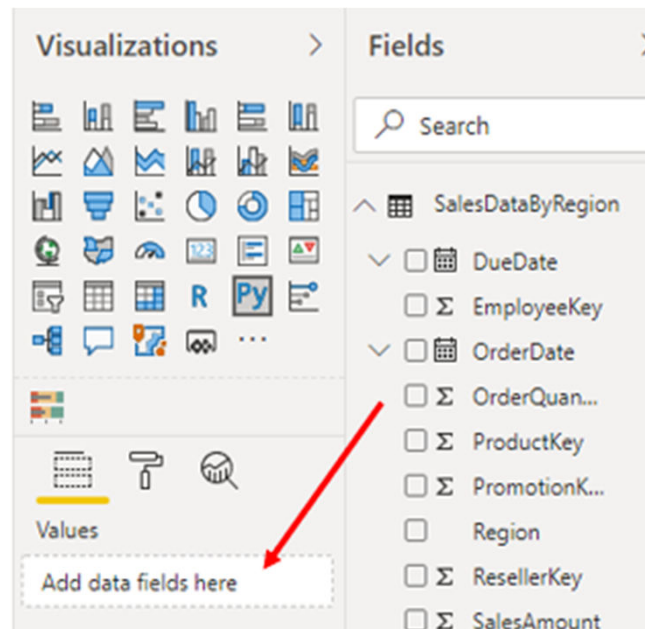 Visualizations
Fields
Search
SalesDataByRegion
DueDate
EmployeeKey
OrderDate
OrderQuan...
ProductKey
PromotionK...
Region
ResellerKey
SalesAmount
123
R
Py
...
Values
Add data fields here